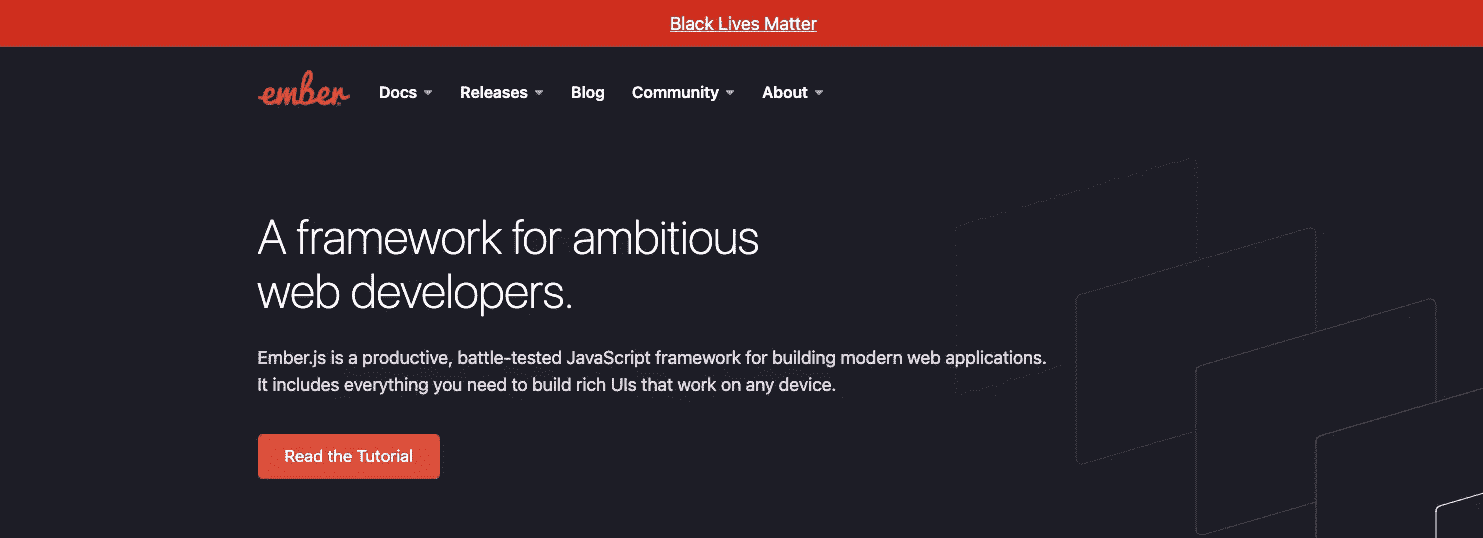 Black Lives Matter
ember
Docs Releases Blog Community About
A framework for ambitious
web developers.
Ember.js is a productive, battle-tested JavaScript framework for building modern web applications.
It includes everything you need to build rich UIs that work on any device.
Read the Tutorial